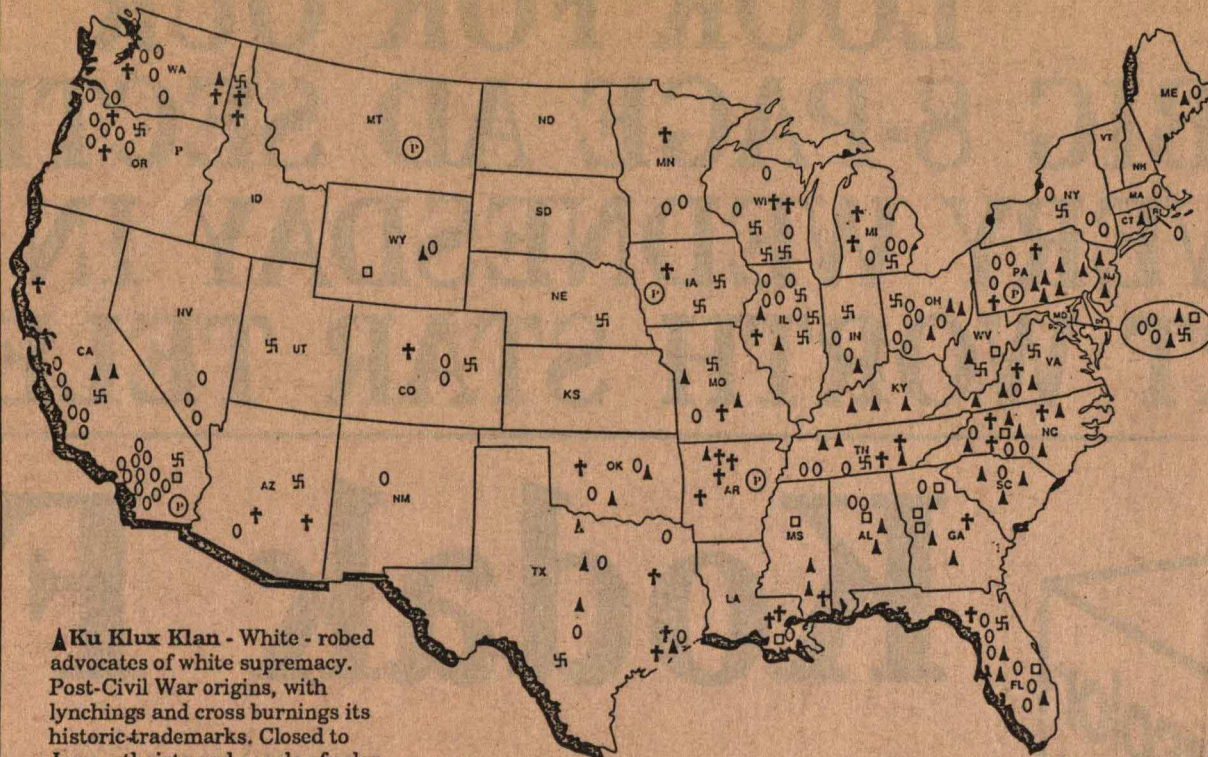 WA
MT
ND
MN
ME
VT
NH
OR
P
P
ID
SD
WI
MI
NY
MA
CT
RI
WY
IA
P
NE
PA
P
NJ
OH
MD
IL
IN
WV
VA
NV
UT
CO
KS
MO
KY
CA
NC
TN
OK
AR
P
SC
AZ
NM
P
MS
AL
GA
TX
LA
FL
Ku Klux Klan - White - robed
advocates of white supremacy.
Post-Civil War origins, with
lynchings and cross burnings its
historic-trademarks. Closed to